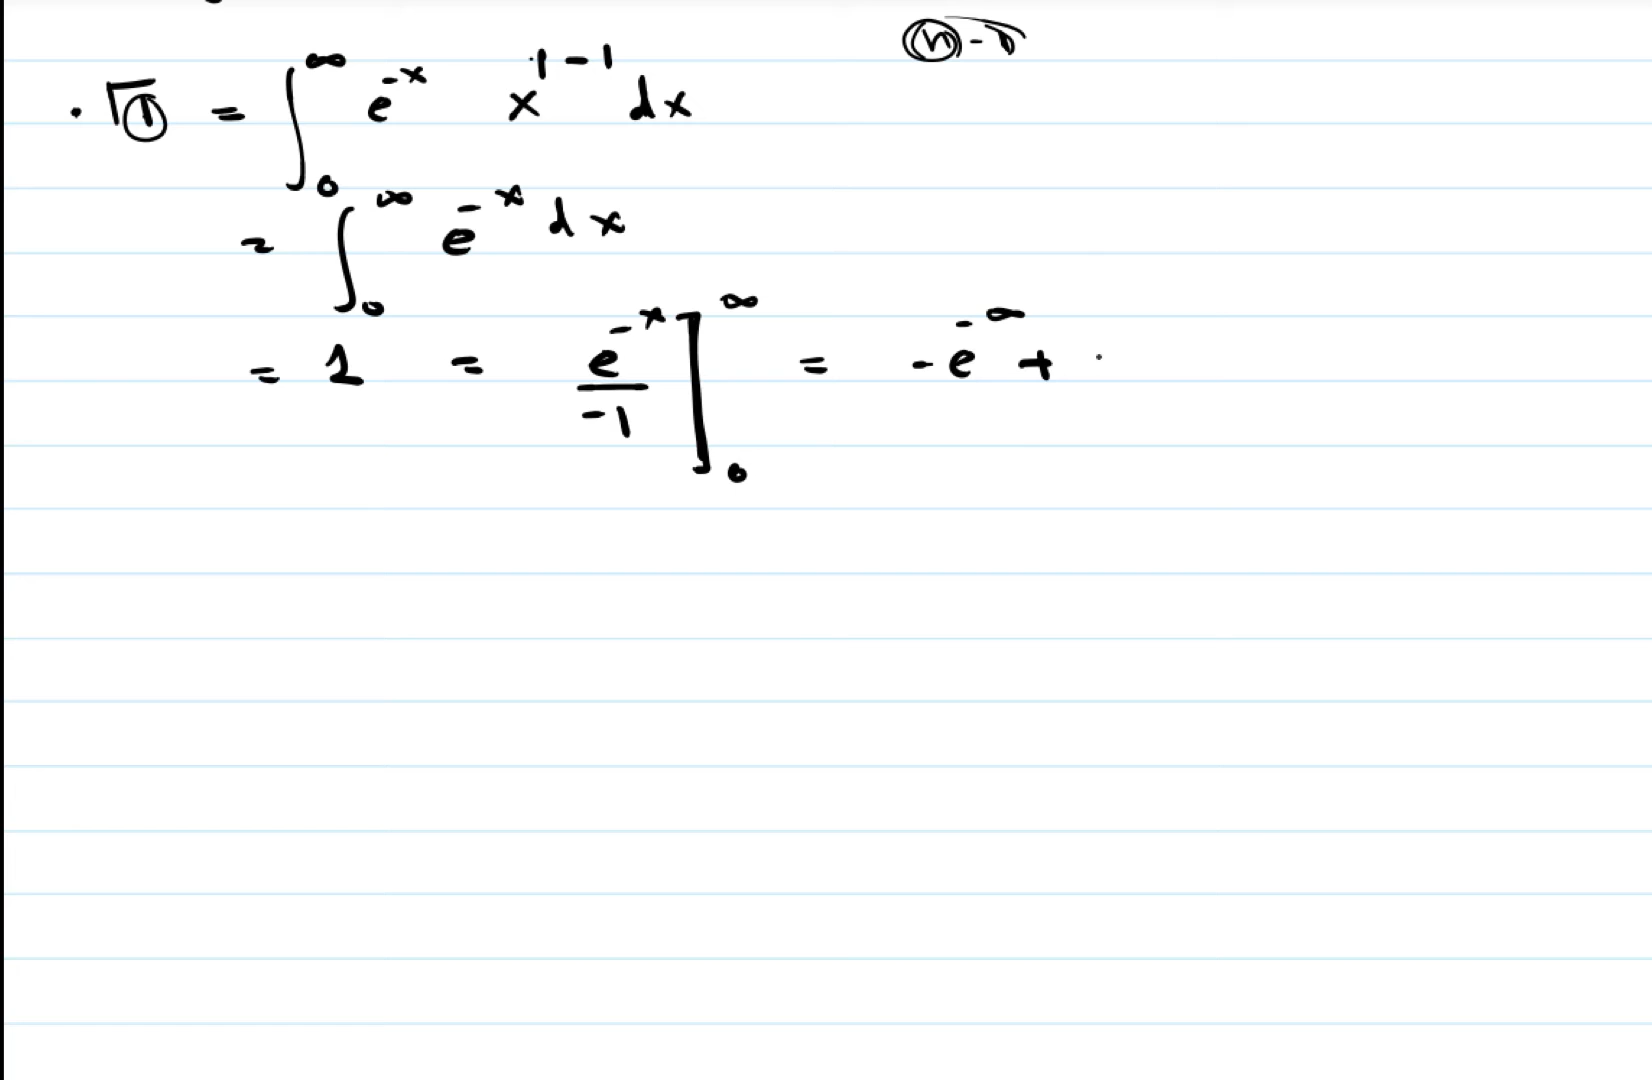 (n)-1
· Γ(1) = ∫₀^∞ e^{-x} x^{1-1} dx
= ∫₀^∞ e^{-x} dx
= 1 = e^{-x}/-1 ]₀^∞ = -e^{-∞} + ·